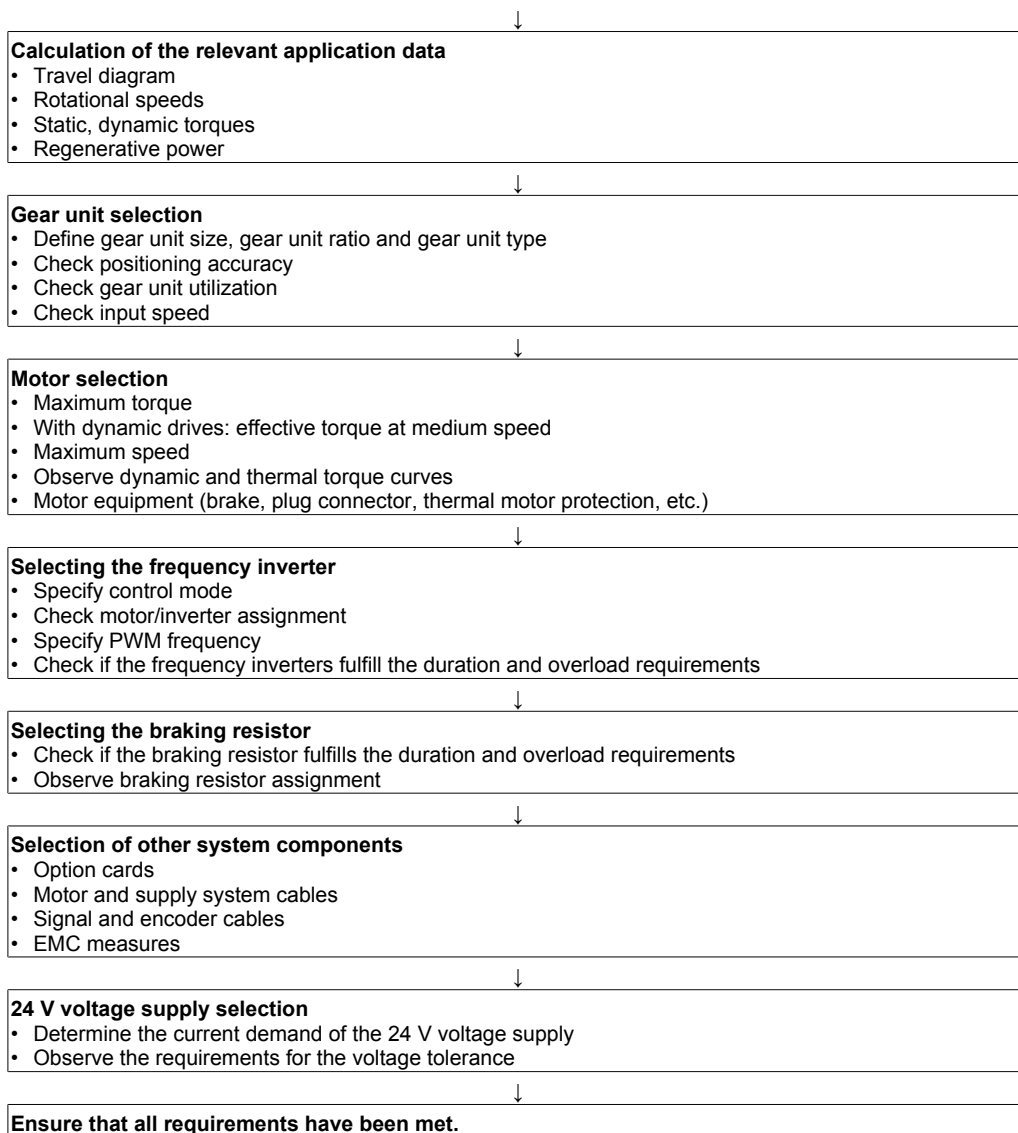 ↓
Calculation of the relevant application data
• Travel diagram
• Rotational speeds
• Static, dynamic torques
• Regenerative power
↓
Gear unit selection
• Define gear unit size, gear unit ratio and gear unit type
• Check positioning accuracy
• Check gear unit utilization
• Check input speed
↓
Motor selection
• Maximum torque
• With dynamic drives: effective torque at medium speed
• Maximum speed
• Observe dynamic and thermal torque curves
• Motor equipment (brake, plug connector, thermal motor protection, etc.)
↓
Selecting the frequency inverter
• Specify control mode
• Check motor/inverter assignment
• Specify PWM frequency
• Check if the frequency inverters fulfill the duration and overload requirements
↓
Selecting the braking resistor
• Check if the braking resistor fulfills the duration and overload requirements
• Observe braking resistor assignment
↓
Selection of other system components
• Option cards
• Motor and supply system cables
• Signal and encoder cables
• EMC measures
↓
24 V voltage supply selection
• Determine the current demand of the 24 V voltage supply
• Observe the requirements for the voltage tolerance
↓
Ensure that all requirements have been met.